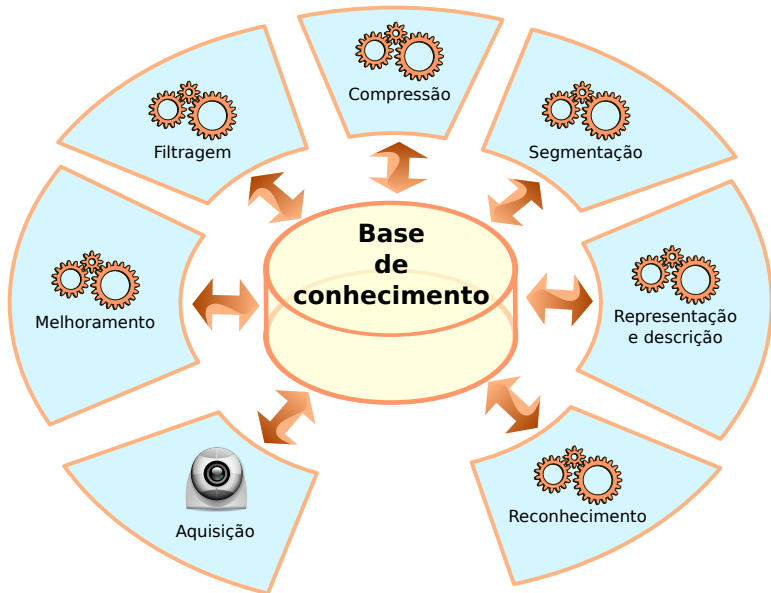 Compressão
Filtragem
Segmentação
Base
de
conhecimento
Melhoramento
Representação
e descrição
Aquisição
Reconhecimento